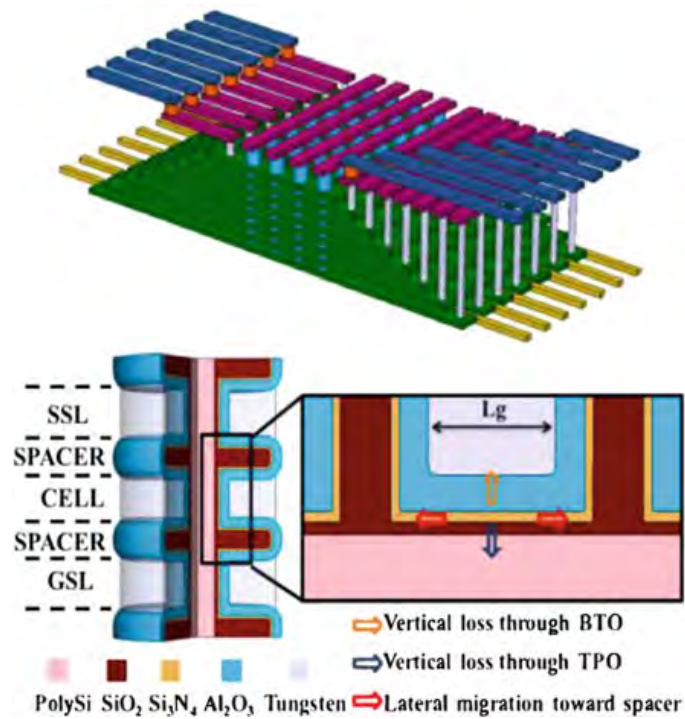 SSL
SPACER
CELL
SPACER
GSL
Lg
Vertical loss through BTO
Vertical loss through TPO
PolySi SiO₂ Si₃N₄ Al₂O₃ Tungsten
Lateral migration toward spacer